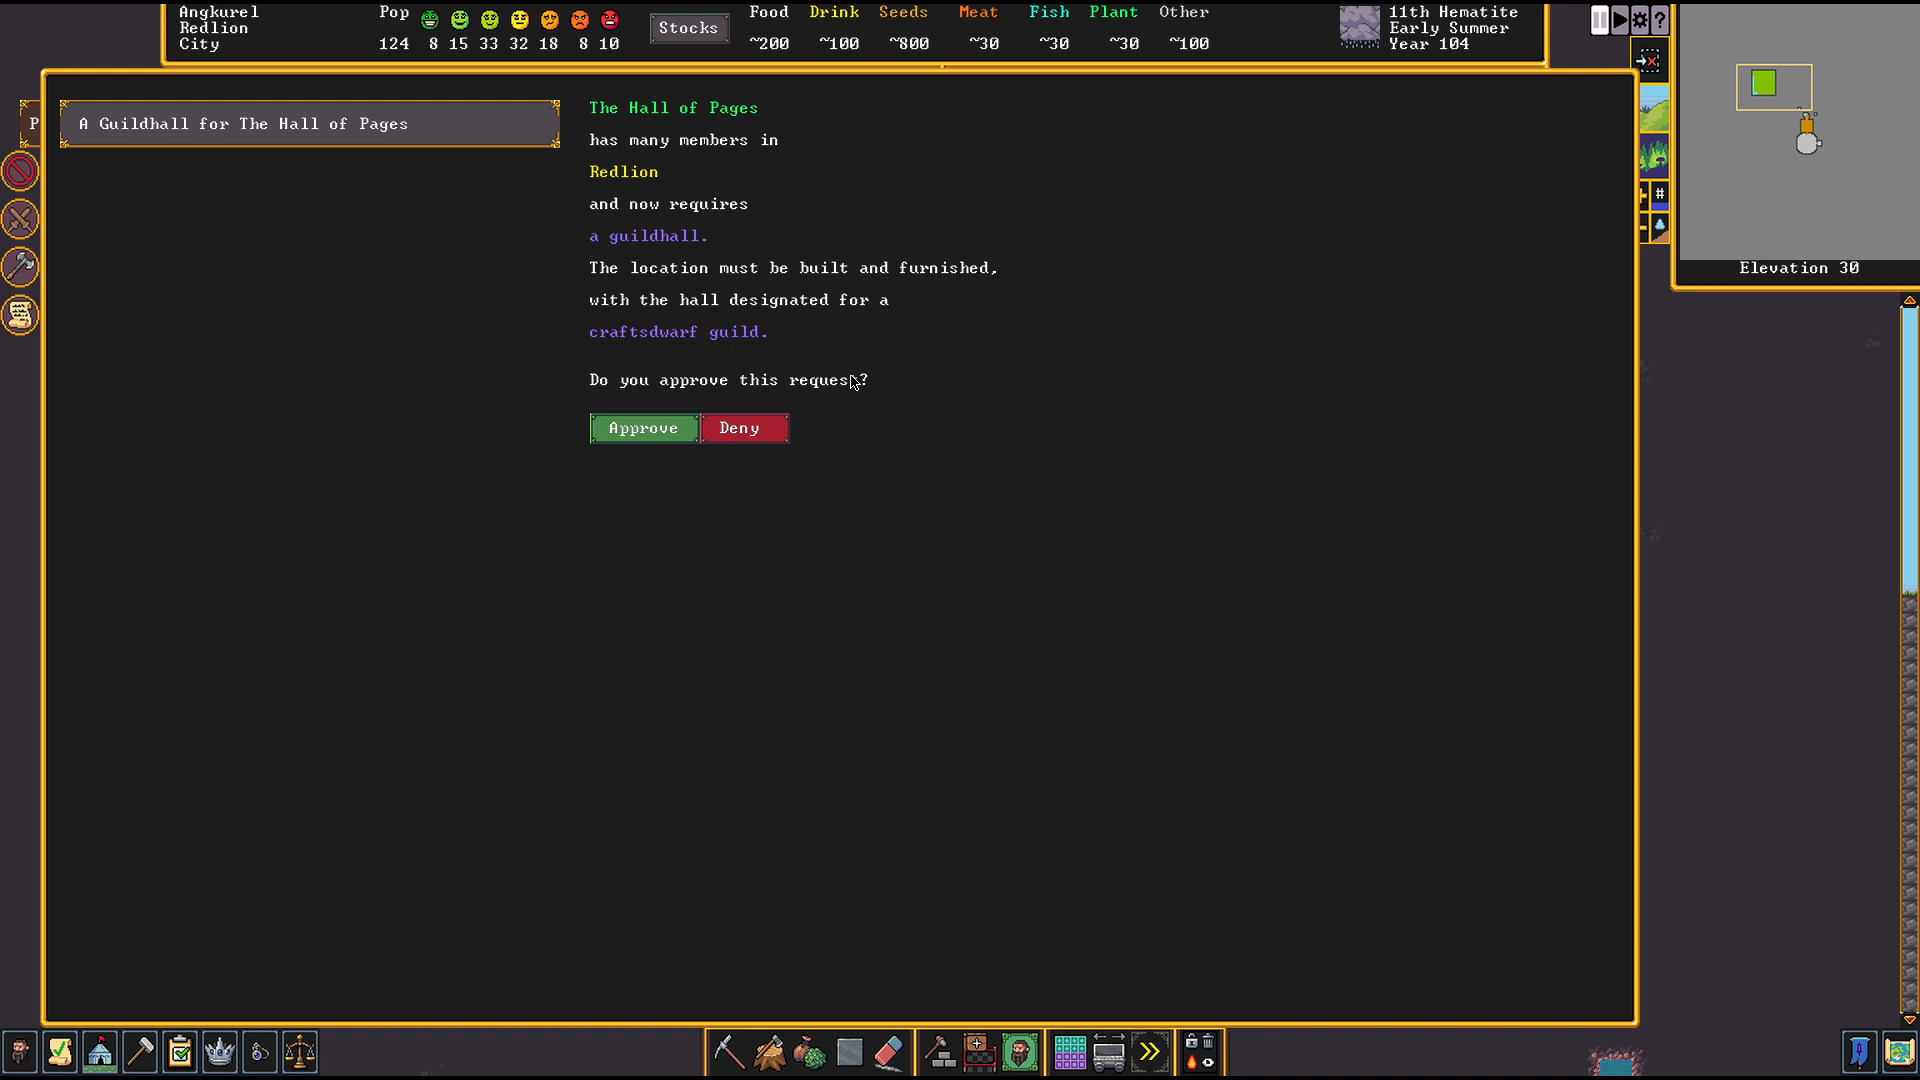 Angkurel
Redlion
City
Pop
124 8 15 33 32 18 8 10
Stocks
Food Drink Seeds Meat Fish Plant Other
~200 ~100 ~800 ~30 ~30 ~30 ~100
11th Hematite
Early Summer
Year 104
?
#
P
A Guildhall for The Hall of Pages
The Hall of Pages
has many members in
Redlion
and now requires
a guildhall.
The location must be built and furnished,
with the hall designated for a
craftsdwarf guild.
Do you approve this request?
Approve Deny
Elevation 30